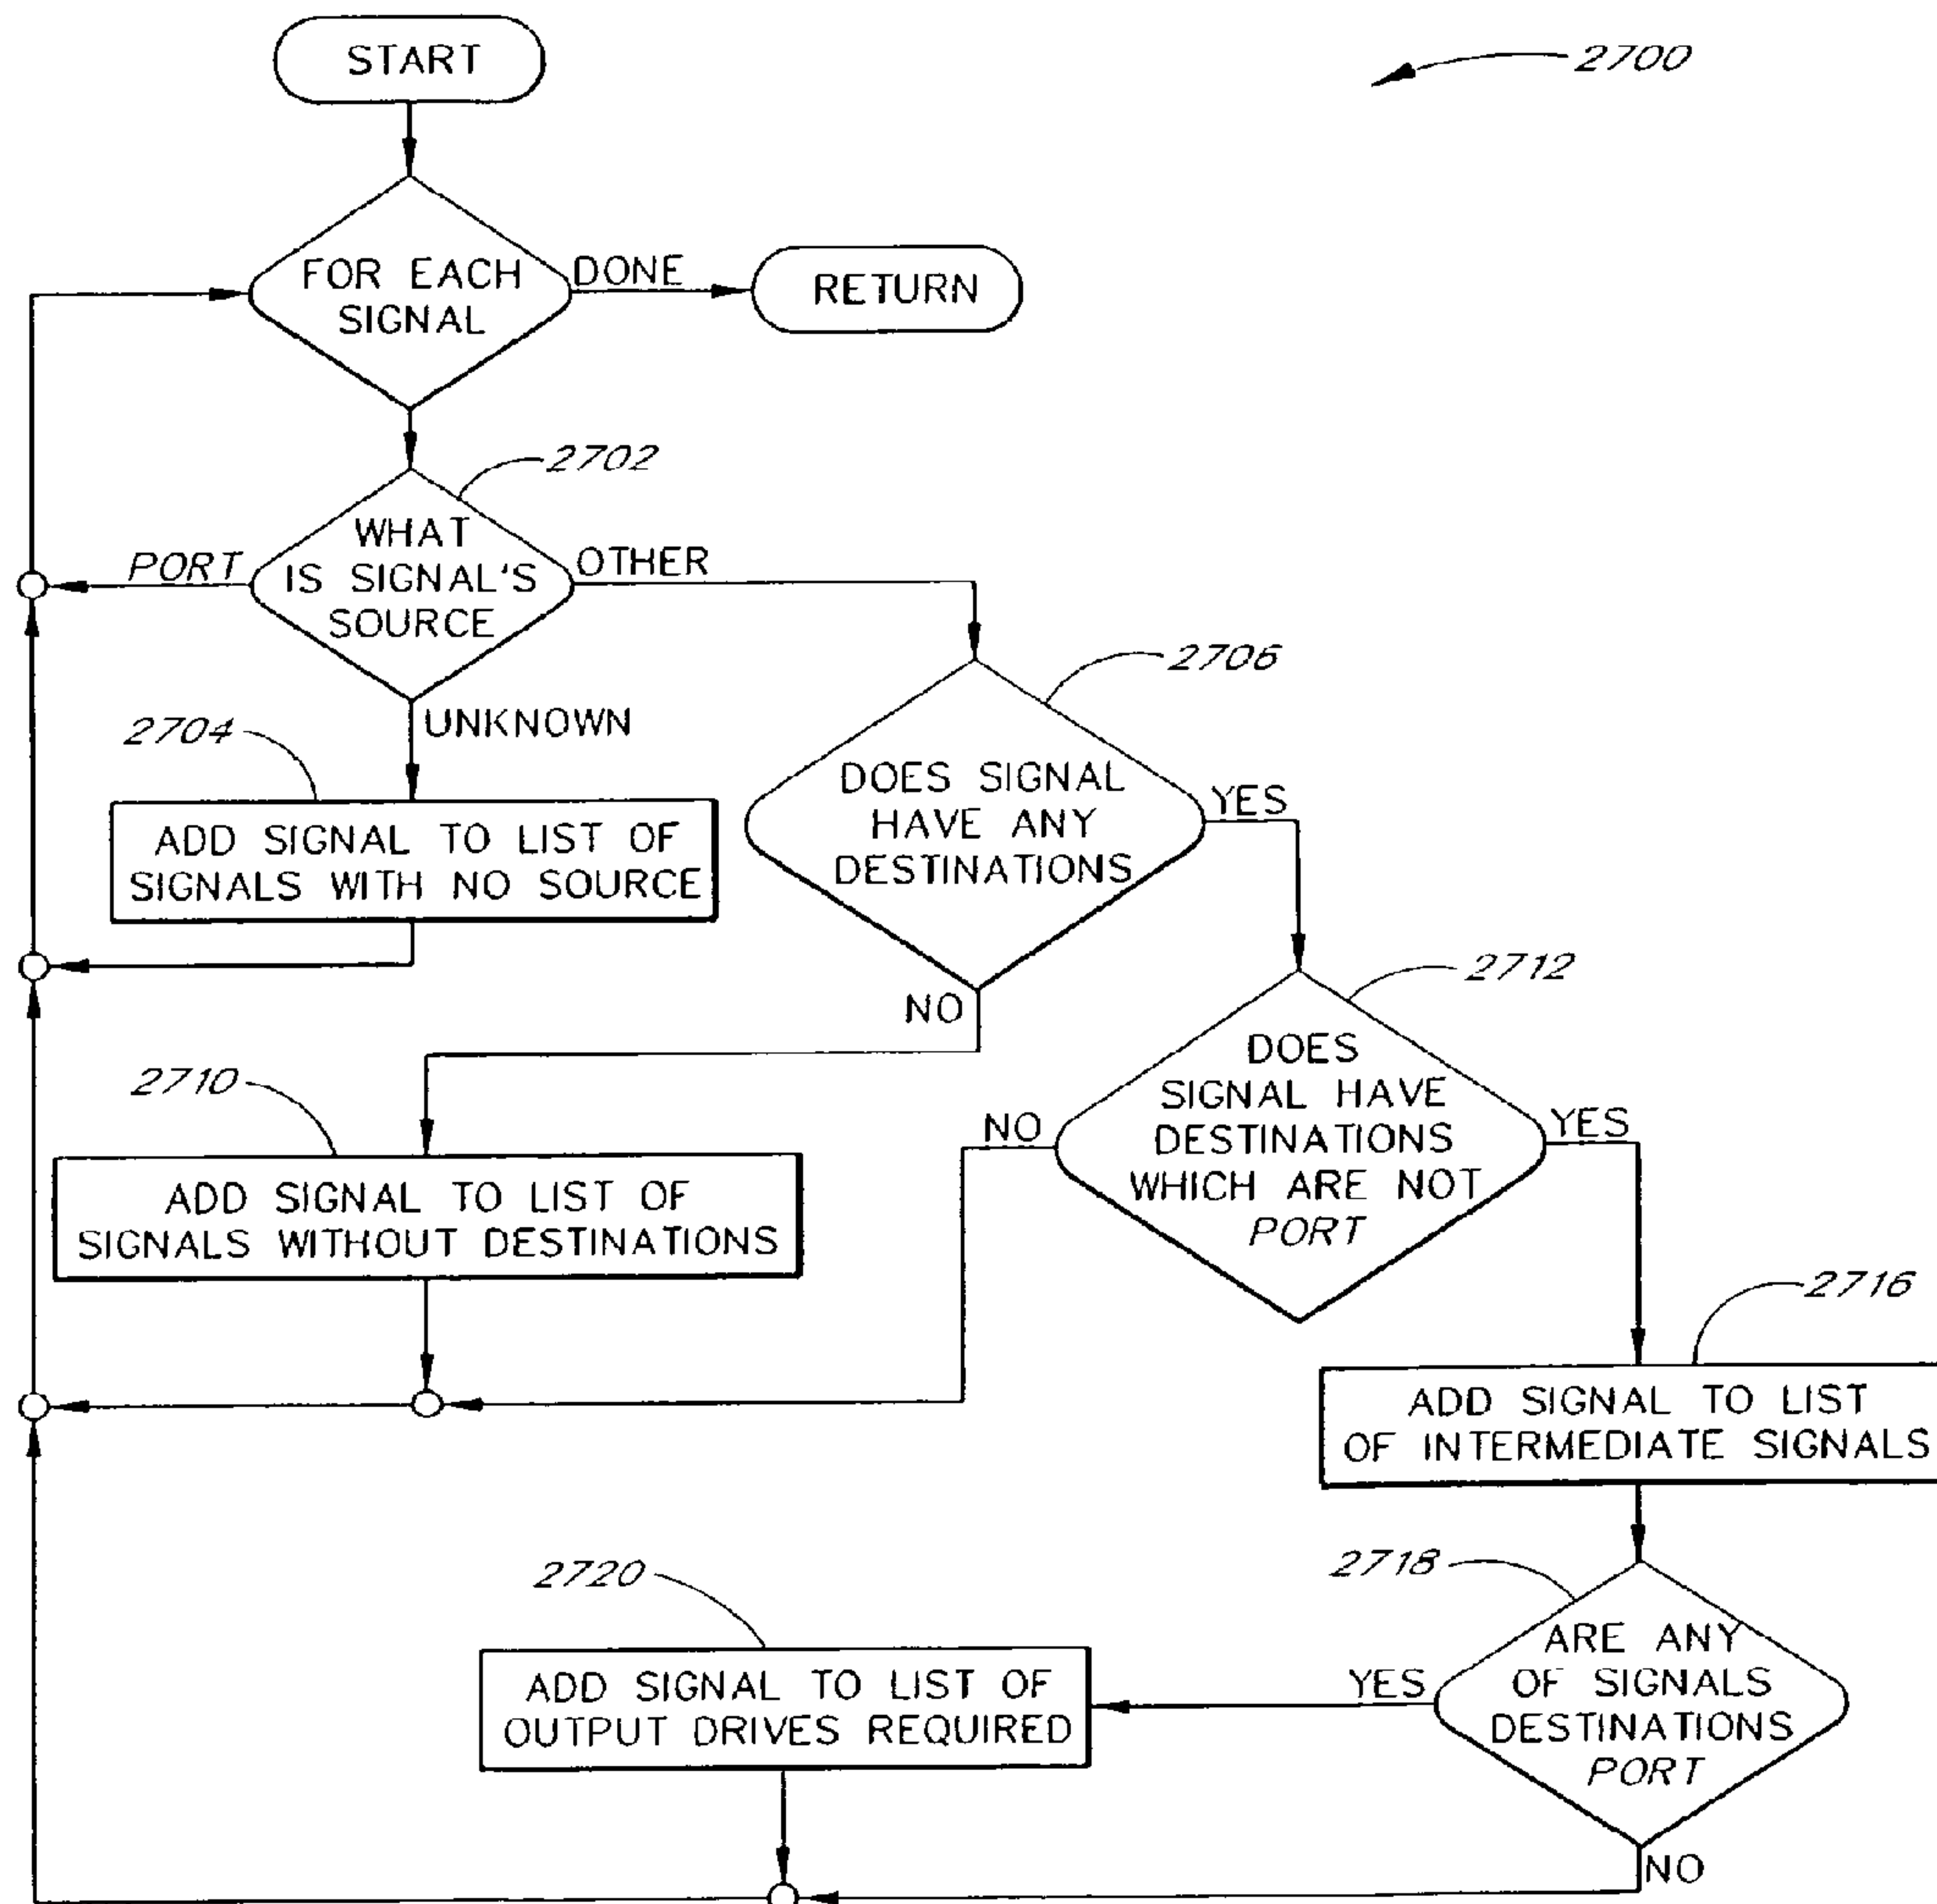 START
2700
FOR EACH
SIGNAL
DONE
RETURN
2702
WHAT
IS SIGNAL'S
SOURCE
PORT
OTHER
2706
UNKNOWN
2704
DOES SIGNAL
HAVE ANY
DESTINATIONS
YES
ADD SIGNAL TO LIST OF
SIGNALS WITH NO SOURCE
NO
2712
DOES
SIGNAL HAVE
DESTINATIONS
WHICH ARE NOT
PORT
2710
NO
YES
ADD SIGNAL TO LIST OF
SIGNALS WITHOUT DESTINATIONS
2716
ADD SIGNAL TO LIST
OF INTERMEDIATE SIGNALS
2720
2718
ARE ANY
OF SIGNALS
DESTINATIONS
PORT
YES
ADD SIGNAL TO LIST OF
OUTPUT DRIVES REQUIRED
NO